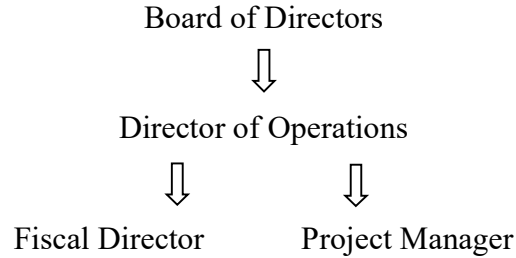 Board of Directors
Director of Operations
Fiscal Director Project Manager